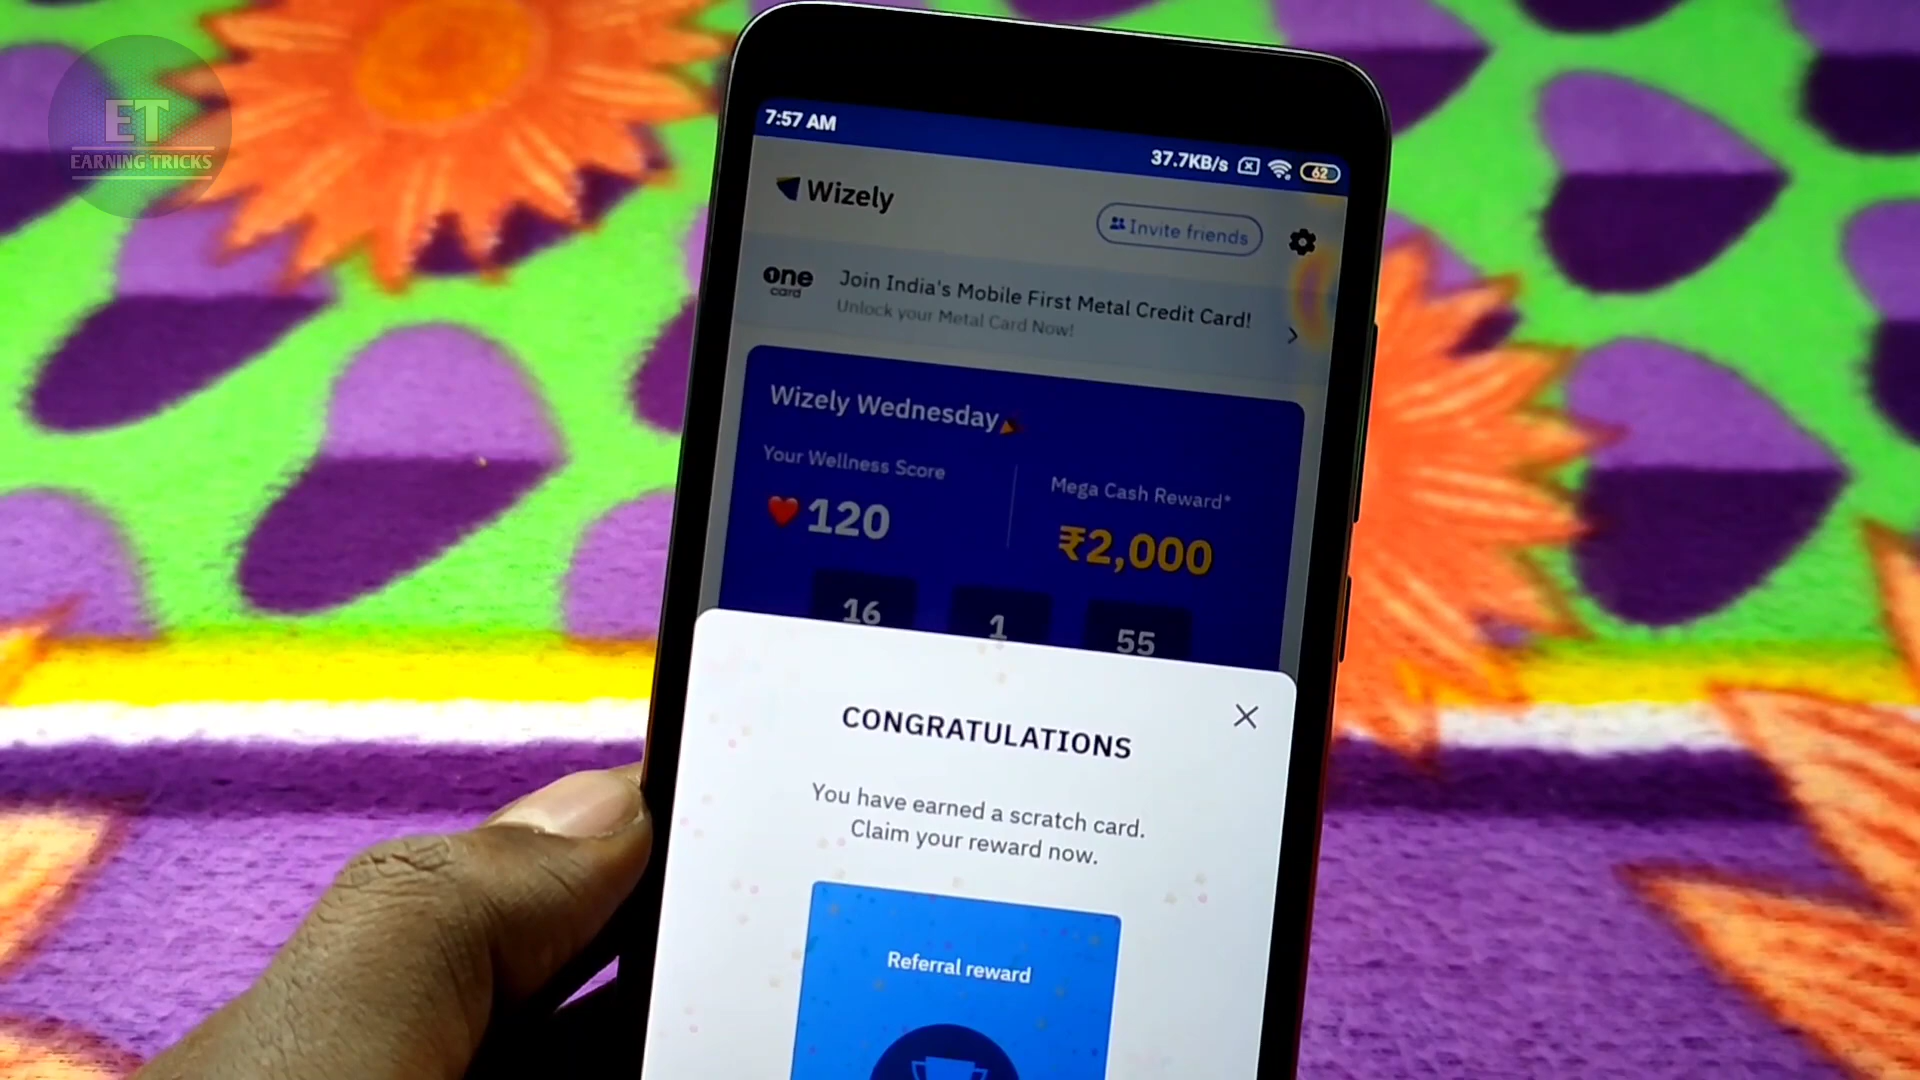 ET
EARNING TRICKS
7:57 AM
37.7KB/s
62
Wizely
Invite friends
one
card
Join India's Mobile First Metal Credit Card!
Unlock your Metal Card Now!
Wizely Wednesday
Your Wellness Score
120
Mega Cash Reward*
₹2,000
16
1
55
CONGRATULATIONS
You have earned a scratch card.
Claim your reward now.
Referral reward